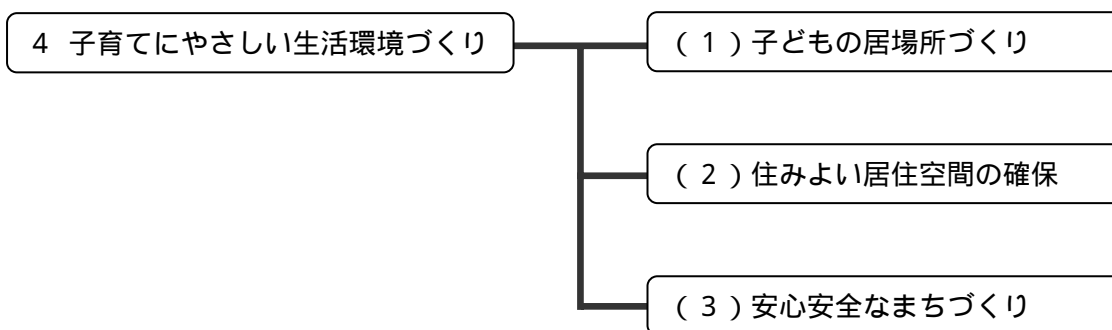 4 子育てにやさしい生活環境づくり
(1)子どもの居場所づくり
(2)住みよい居住空間の確保
(3)安心安全なまちづくり